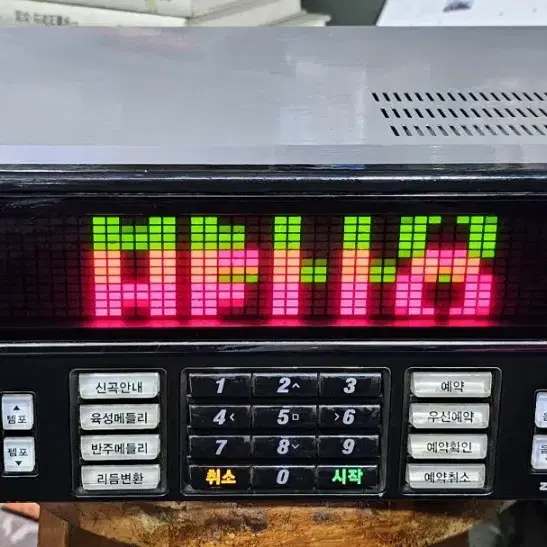 HELLO
신곡안내
육성메들리
반주메들리
리듬변환
템포
템포
1 2 3
4 5 6
7 8 9
취소 0 시작
예약
우선예약
예약확인
예약취소